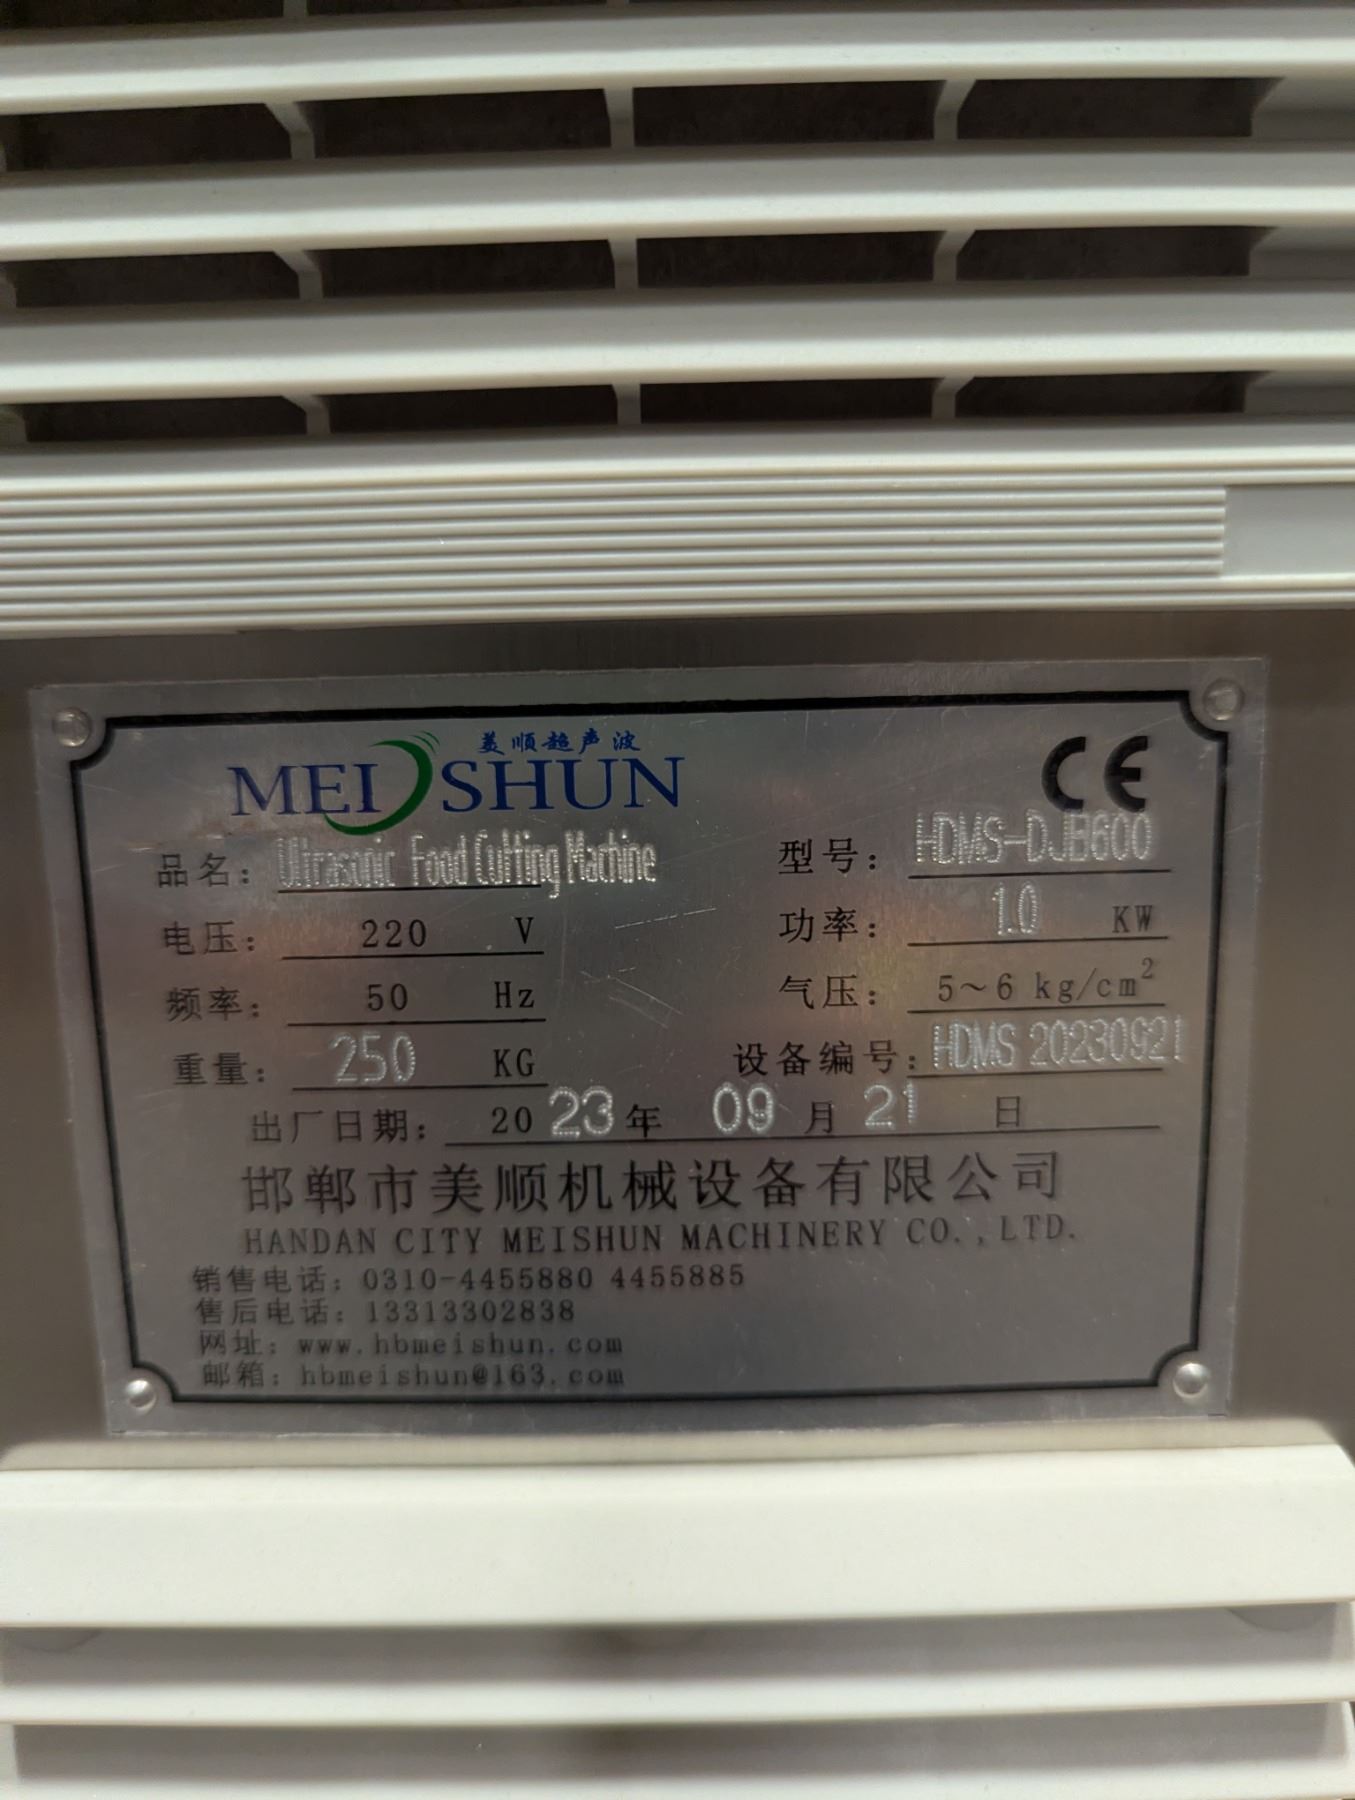 美顺超声波
MEISHUN
CE
品名: Ultrasonic Food Cutting Machine
型号: HDMS-DJB600
电压: 220 V
功率: 1.0 KW
频率: 50 Hz
气压: 5~6 kg/cm²
重量: 250 KG
设备编号: HDMS 20230921
出厂日期: 2023年 09月 21日
邯郸市美顺机械设备有限公司
HANDAN CITY MEISHUN MACHINERY CO.,LTD.
销售电话: 0310-4455880 4455885
售后电话: 13313302838
网址: www.hbmeishun.com
邮箱: hbmeishun@163.com